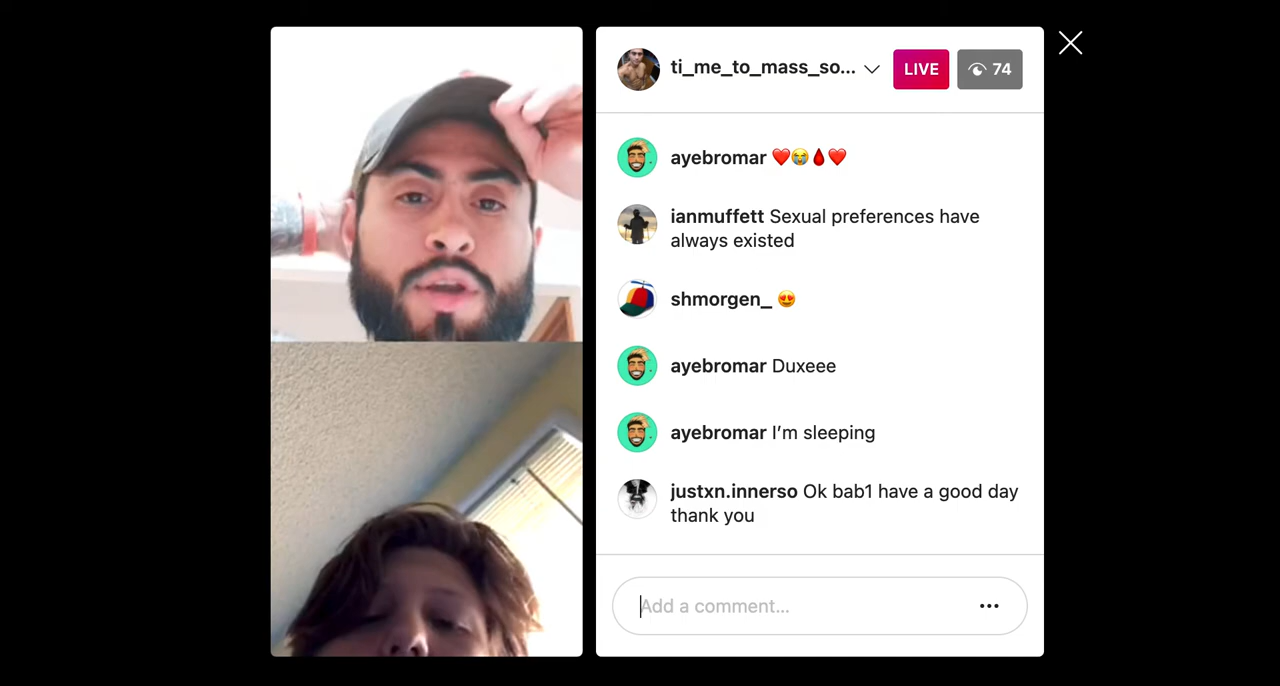 ti_me_to_mass_so...
LIVE
74
ayebromar ❤️😭🩸❤️
ianmuffett Sexual preferences have
always existed
shmorgen_ 😍
ayebromar Duxeee
ayebromar I’m sleeping
justxn.innerso Ok bab1 have a good day
thank you
Add a comment...